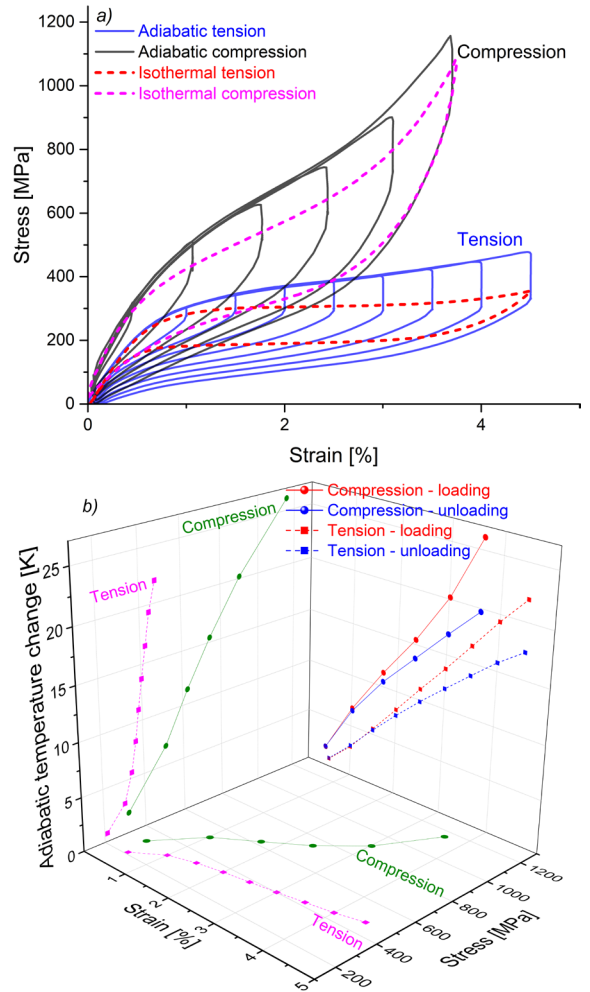 a)
Adiabatic tension
Adiabatic compression
Isothermal tension
Isothermal compression
Compression
Tension
Stress [MPa]
1200
1000
800
600
400
200
0
0 1 2 3 4
Strain [%]
b)
Compression - loading
Compression - unloading
Tension - loading
Tension - unloading
Compression
Tension
Adiabatic temperature change [K]
25
20
15
10
5
0
Compression
Tension
1
2
3
4
5
Strain [%]
200
400
600
800
1000
1200
Stress [MPa]